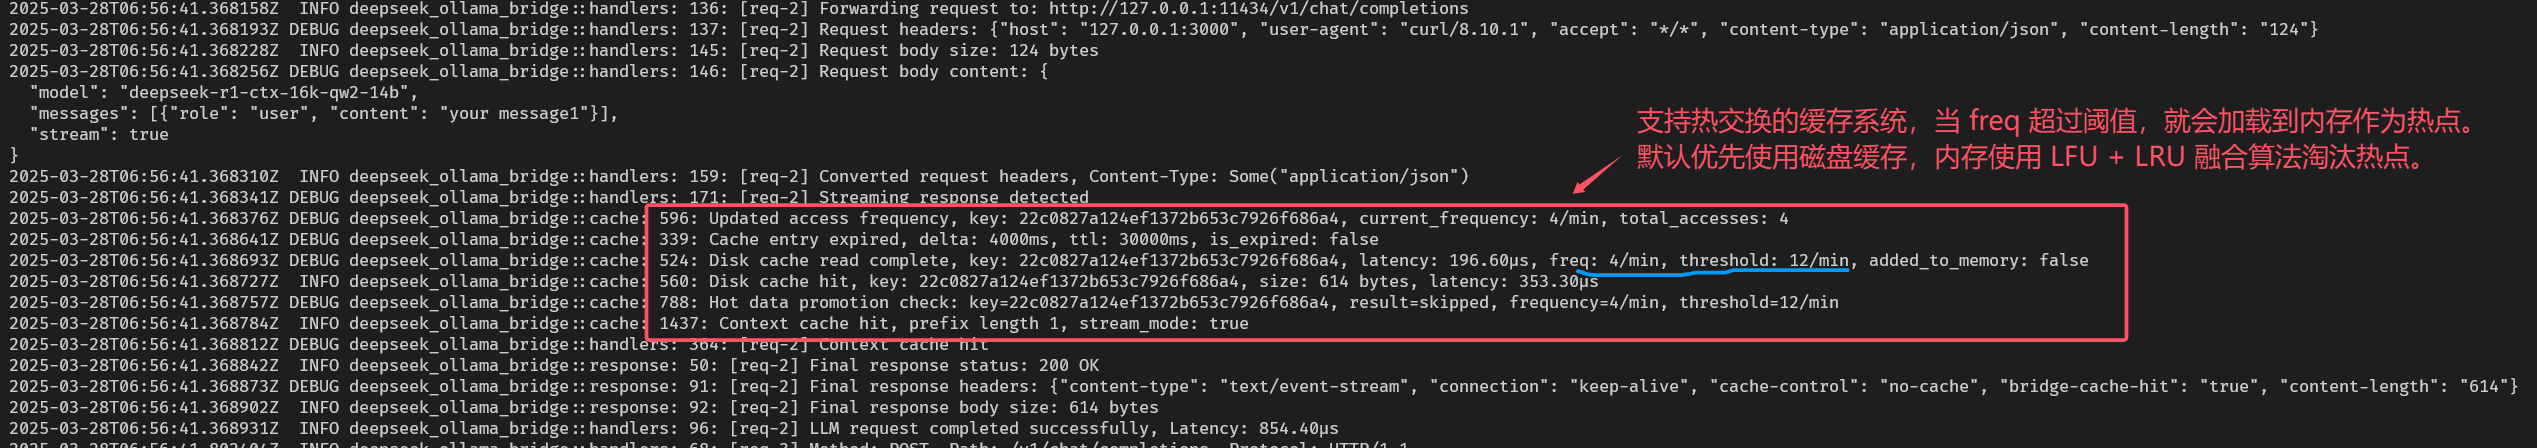 2025-03-28T06:56:41.368158Z  INFO deepseek_ollama_bridge::handlers: 136: [req-2] Forwarding request to: http://127.0.0.1:11434/v1/chat/completions
2025-03-28T06:56:41.368193Z DEBUG deepseek_ollama_bridge::handlers: 137: [req-2] Request headers: {"host": "127.0.0.1:3000", "user-agent": "curl/8.10.1", "accept": "*/*", "content-type": "application/json", "content-length": "124"}
2025-03-28T06:56:41.368228Z  INFO deepseek_ollama_bridge::handlers: 145: [req-2] Request body size: 124 bytes
2025-03-28T06:56:41.368256Z DEBUG deepseek_ollama_bridge::handlers: 146: [req-2] Request body content: {
  "model": "deepseek-r1-ctx-16k-qw2-14b",
  "messages": [{"role": "user", "content": "your message1"}],
  "stream": true
}
支持热交换的缓存系统，当 freq 超过阈值，就会加载到内存作为热点。
默认优先使用磁盘缓存，内存使用 LFU + LRU 融合算法淘汰热点。
2025-03-28T06:56:41.368310Z  INFO deepseek_ollama_bridge::handlers: 159: [req-2] Converted request headers, Content-Type: Some("application/json")
2025-03-28T06:56:41.368341Z DEBUG deepseek_ollama_bridge::handlers: 171: [req-2] Streaming response detected
2025-03-28T06:56:41.368376Z DEBUG deepseek_ollama_bridge::cache: 596: Updated access frequency, key: 22c0827a124ef1372b653c7926f686a4, current_frequency: 4/min, total_accesses: 4
2025-03-28T06:56:41.368641Z DEBUG deepseek_ollama_bridge::cache: 339: Cache entry expired, delta: 4000ms, ttl: 30000ms, is_expired: false
2025-03-28T06:56:41.368693Z DEBUG deepseek_ollama_bridge::cache: 524: Disk cache read complete, key: 22c0827a124ef1372b653c7926f686a4, latency: 196.60µs, freq: 4/min, threshold: 12/min, added_to_memory: false
2025-03-28T06:56:41.368727Z  INFO deepseek_ollama_bridge::cache: 560: Disk cache hit, key: 22c0827a124ef1372b653c7926f686a4, size: 614 bytes, latency: 353.30µs
2025-03-28T06:56:41.368757Z DEBUG deepseek_ollama_bridge::cache: 788: Hot data promotion check: key=22c0827a124ef1372b653c7926f686a4, result=skipped, frequency=4/min, threshold=12/min
2025-03-28T06:56:41.368784Z  INFO deepseek_ollama_bridge::cache: 1437: Context cache hit, prefix length 1, stream_mode: true
2025-03-28T06:56:41.368812Z DEBUG deepseek_ollama_bridge::handlers: 364: [req-2] Context cache hit
2025-03-28T06:56:41.368842Z  INFO deepseek_ollama_bridge::response: 50: [req-2] Final response status: 200 OK
2025-03-28T06:56:41.368873Z DEBUG deepseek_ollama_bridge::response: 91: [req-2] Final response headers: {"content-type": "text/event-stream", "connection": "keep-alive", "cache-control": "no-cache", "bridge-cache-hit": "true", "content-length": "614"}
2025-03-28T06:56:41.368902Z  INFO deepseek_ollama_bridge::response: 92: [req-2] Final response body size: 614 bytes
2025-03-28T06:56:41.368931Z  INFO deepseek_ollama_bridge::handlers: 96: [req-2] LLM request completed successfully, Latency: 854.40µs
INFO deepseek_ollama_bridge::handlers: 68: [req-3] Method: POST, Path: /v1/chat/completions, Protocol: HTTP/1.1